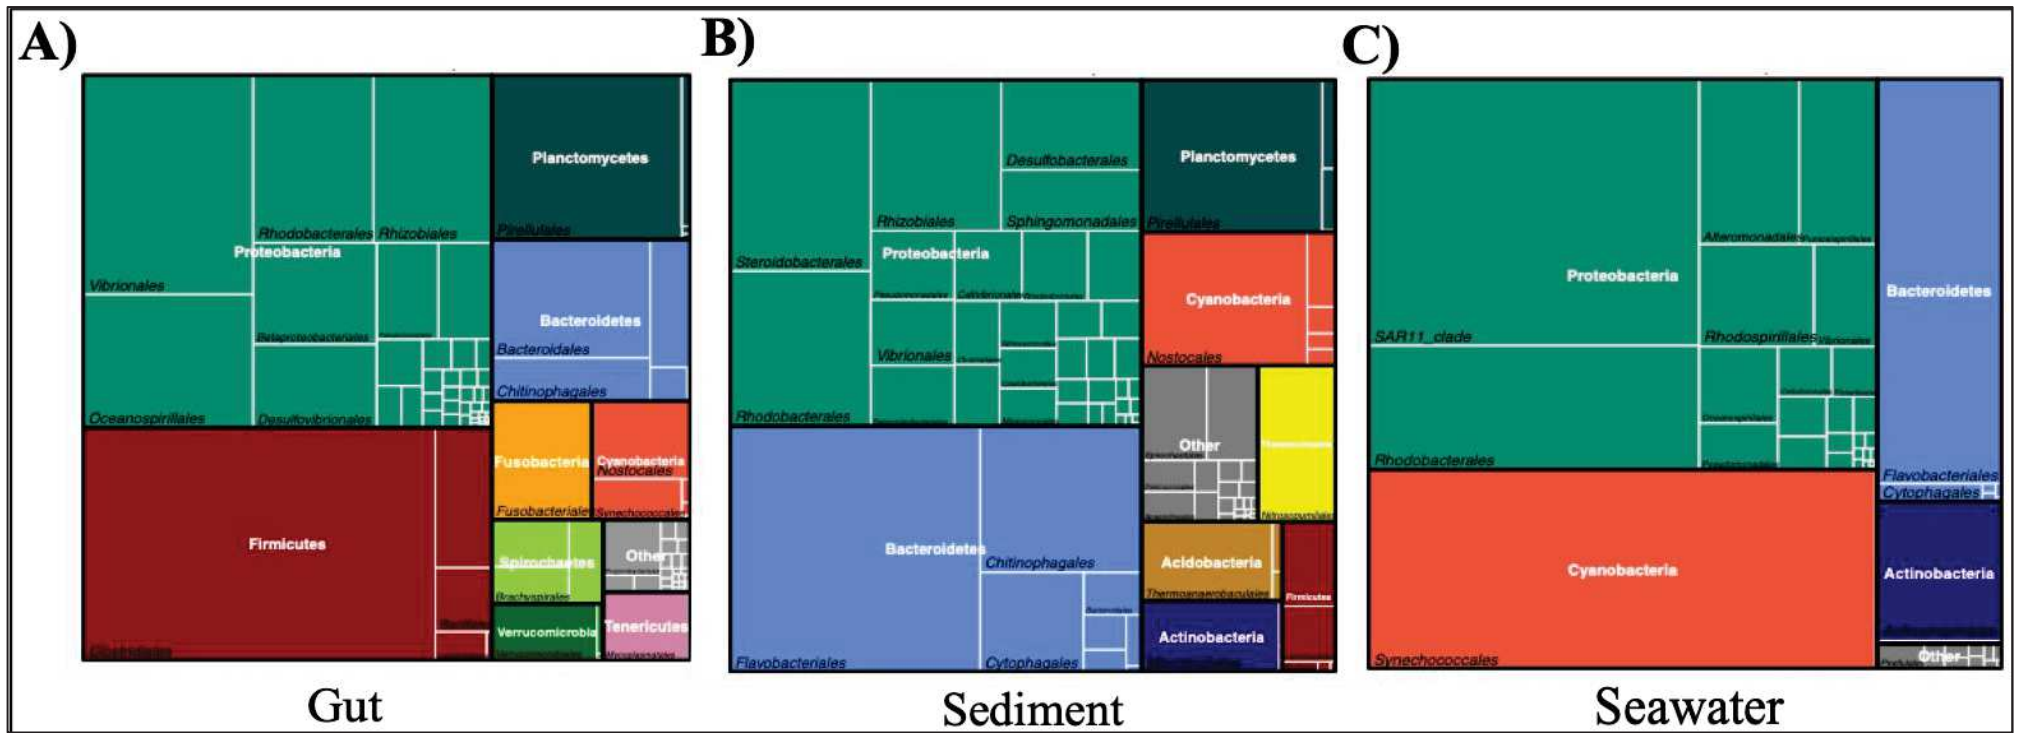 A)
B)
C)
Planctomycetes
Pirellulales
Rhodobacterales Rhizobiales
Proteobacteria
Vibrionales
Betaproteobacteriales
Oceanospirillales
Desulfovibrionales
Bacteroidetes
Bacteroidales
Chitinophagales
Firmicutes
Clostridiales
Fusobacteria
Fusobacteriales
Cyanobacteria
Nostocales
Synechococcales
Spirochaetes
Brachyspirales
Other
Verrucomicrobia
Tenericutes
Gut
Desulfobacterales
Rhizobiales
Sphingomonadales
Steroidobacterales
Proteobacteria
Vibrionales
Rhodobacterales
Planctomycetes
Pirellulales
Cyanobacteria
Nostocales
Other
Nitrosopumilales
Bacteroidetes
Chitinophagales
Flavobacteriales
Cytophagales
Acidobacteria
Thermoanaerobaculales
Actinobacteria
Firmicutes
Sediment
Alteromonadales
Proteobacteria
SAR11_clade
Rhodospirillales
Vibrionales
Rhodobacterales
Bacteroidetes
Flavobacteriales
Cytophagales
Cyanobacteria
Synechococcales
Actinobacteria
Other
Seawater